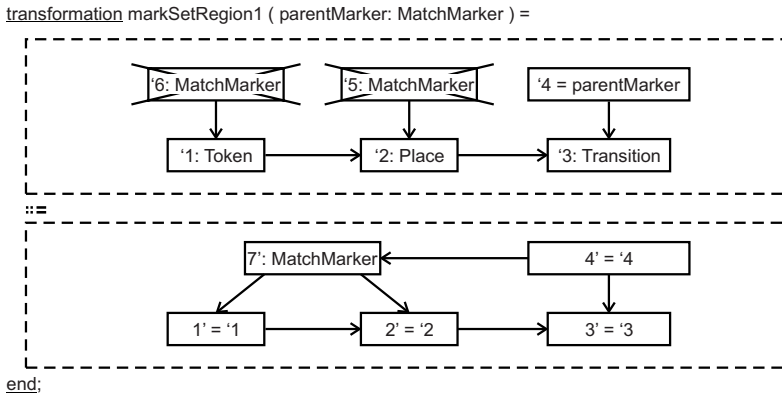 transformation markSetRegion1 ( parentMarker: MatchMarker ) =
‘6: MatchMarker ‘5: MatchMarker ‘4 = parentMarker
‘1: Token ‘2: Place ‘3: Transition
::=
7’: MatchMarker 4’ = ‘4
1’ = ‘1 2’ = ‘2 3’ = ‘3
end;